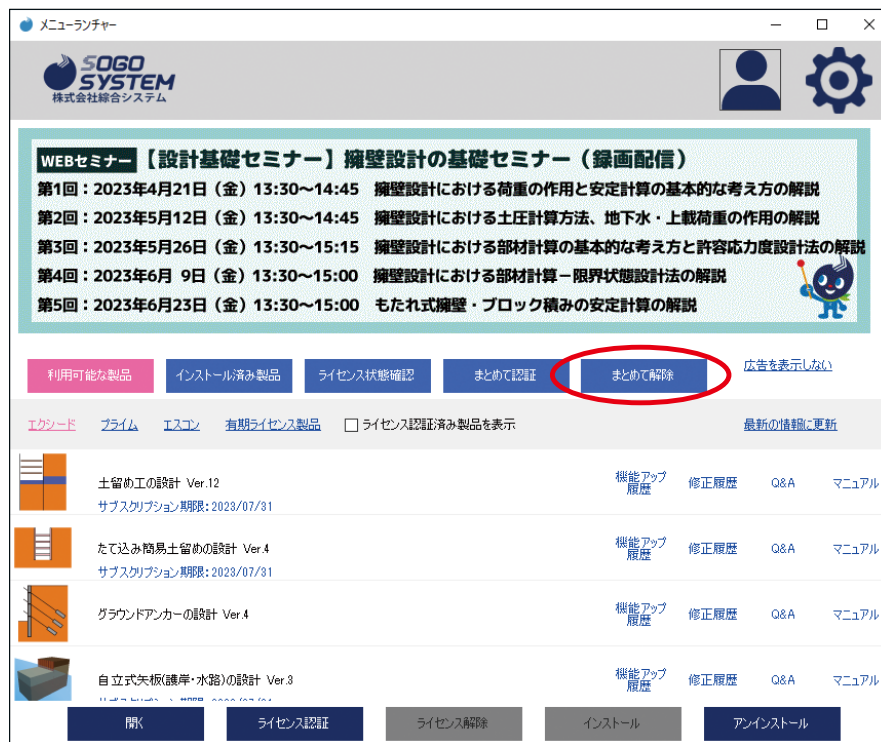 メニューランチャー
SOGO
SYSTEM
株式会社綜合システム
WEBセミナー 【設計基礎セミナー】擁壁設計の基礎セミナー（録画配信）
第1回：2023年4月21日（金）13:30～14:45 擁壁設計における荷重の作用と安定計算の基本的な考え方の解説
第2回：2023年5月12日（金）13:30～14:45 擁壁設計における土圧計算方法、地下水・上載荷重の作用の解説
第3回：2023年5月26日（金）13:30～15:15 擁壁設計における部材計算の基本的な考え方と許容応力度設計法の解説
第4回：2023年6月 9日（金）13:30～15:00 擁壁設計における部材計算－限界状態設計法の解説
第5回：2023年6月23日（金）13:30～15:00 もたれ式擁壁・ブロック積みの安定計算の解説
利用可能な製品 インストール済み製品 ライセンス状態確認 まとめて認証 まとめて解除 広告を表示しない
エクシード プライム エスコン 有期ライセンス製品 ライセンス認証済み製品を表示 最新の情報に更新
土留め工の設計 Ver.12 機能アップ履歴 修正履歴 Q&A マニュアル
サブスクリプション期限：2023/07/31
たて込み簡易土留めの設計 Ver.4 機能アップ履歴 修正履歴 Q&A マニュアル
サブスクリプション期限：2023/07/31
グラウンドアンカーの設計 Ver.4 機能アップ履歴 修正履歴 Q&A マニュアル
自立式矢板(護岸・水路)の設計 Ver.3 機能アップ履歴 修正履歴 Q&A マニュアル
開く ライセンス認証 ライセンス解除 インストール アンインストール